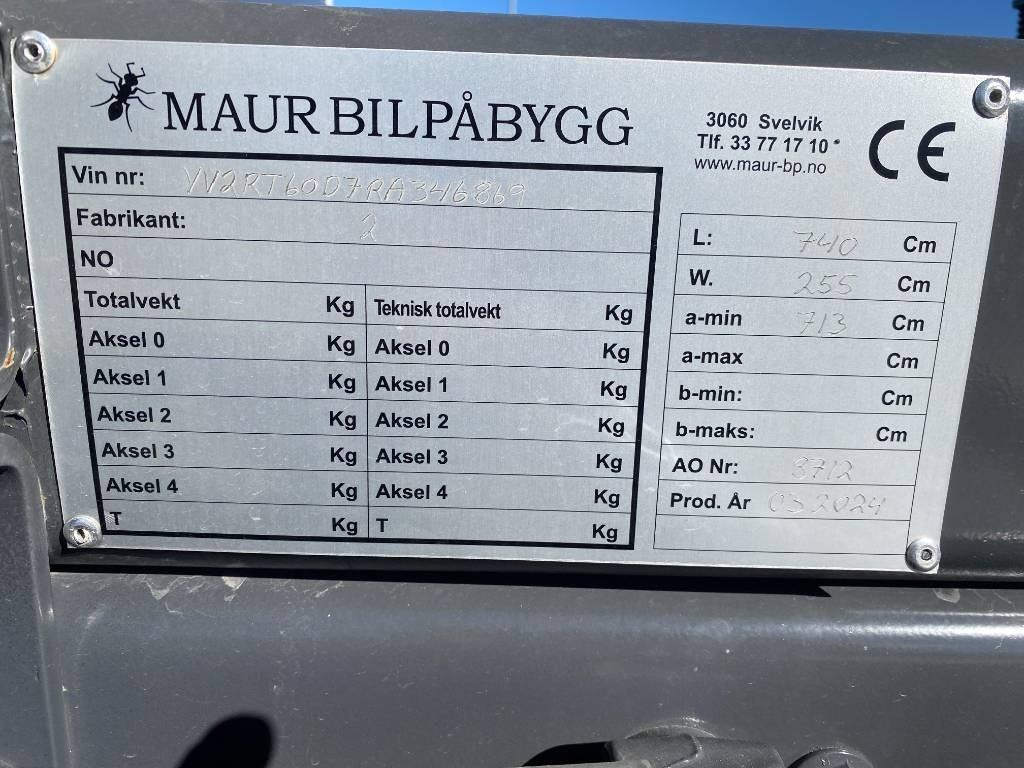 MAUR BILPÅBYGG
3060 Svelvik
Tlf. 33 77 17 10
www.maur-bp.no
CE
Vin nr: YV2RT60D7RA346869
Fabrikant: 2
NO
Totalvekt Kg Teknisk totalvekt Kg
Aksel 0 Kg Aksel 0 Kg
Aksel 1 Kg Aksel 1 Kg
Aksel 2 Kg Aksel 2 Kg
Aksel 3 Kg Aksel 3 Kg
Aksel 4 Kg Aksel 4 Kg
T Kg T Kg
L: 740 Cm
W. 255 Cm
a-min 713 Cm
a-max Cm
b-min: Cm
b-maks: Cm
AO Nr: 8712
Prod. År 03 2024